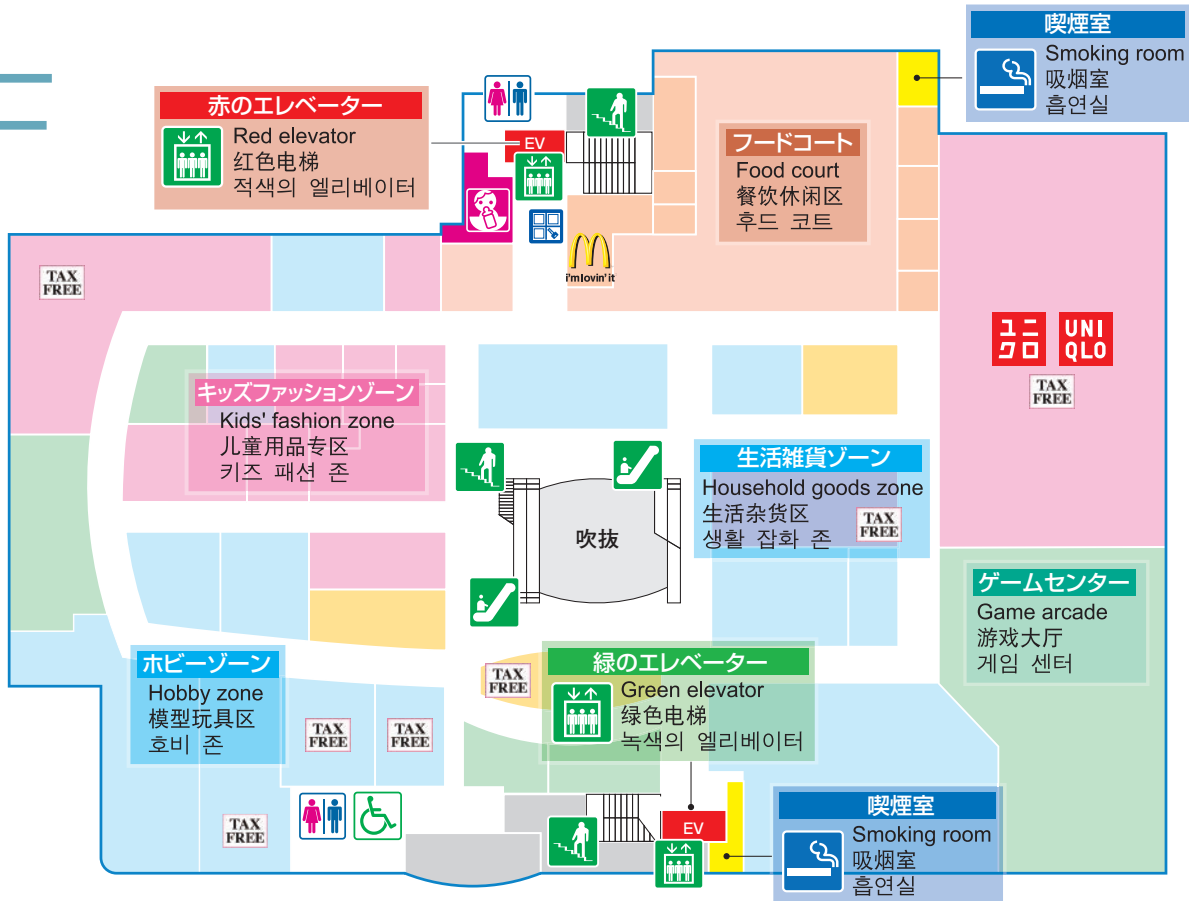 喫煙室
Smoking room
吸烟室
흡연실
赤のエレベーター
Red elevator
红色电梯
적색의 엘리베이터
EV
フードコート
Food court
餐饮休闲区
후드 코트
i'm lovin' it
TAX
FREE
ユニ
クロ
UNI
QLO
TAX
FREE
キッズファッションゾーン
Kids' fashion zone
儿童用品专区
키즈 패션 존
生活雑貨ゾーン
Household goods zone
生活杂货区
생활 잡화 존
TAX
FREE
吹抜
ゲームセンター
Game arcade
游戏大厅
게임 센터
ホビーゾーン
Hobby zone
模型玩具区
호비 존
TAX
FREE
緑のエレベーター
Green elevator
绿色电梯
녹색의 엘리베이터
TAX
FREE
TAX
FREE
TAX
FREE
EV
喫煙室
Smoking room
吸烟室
흡연실